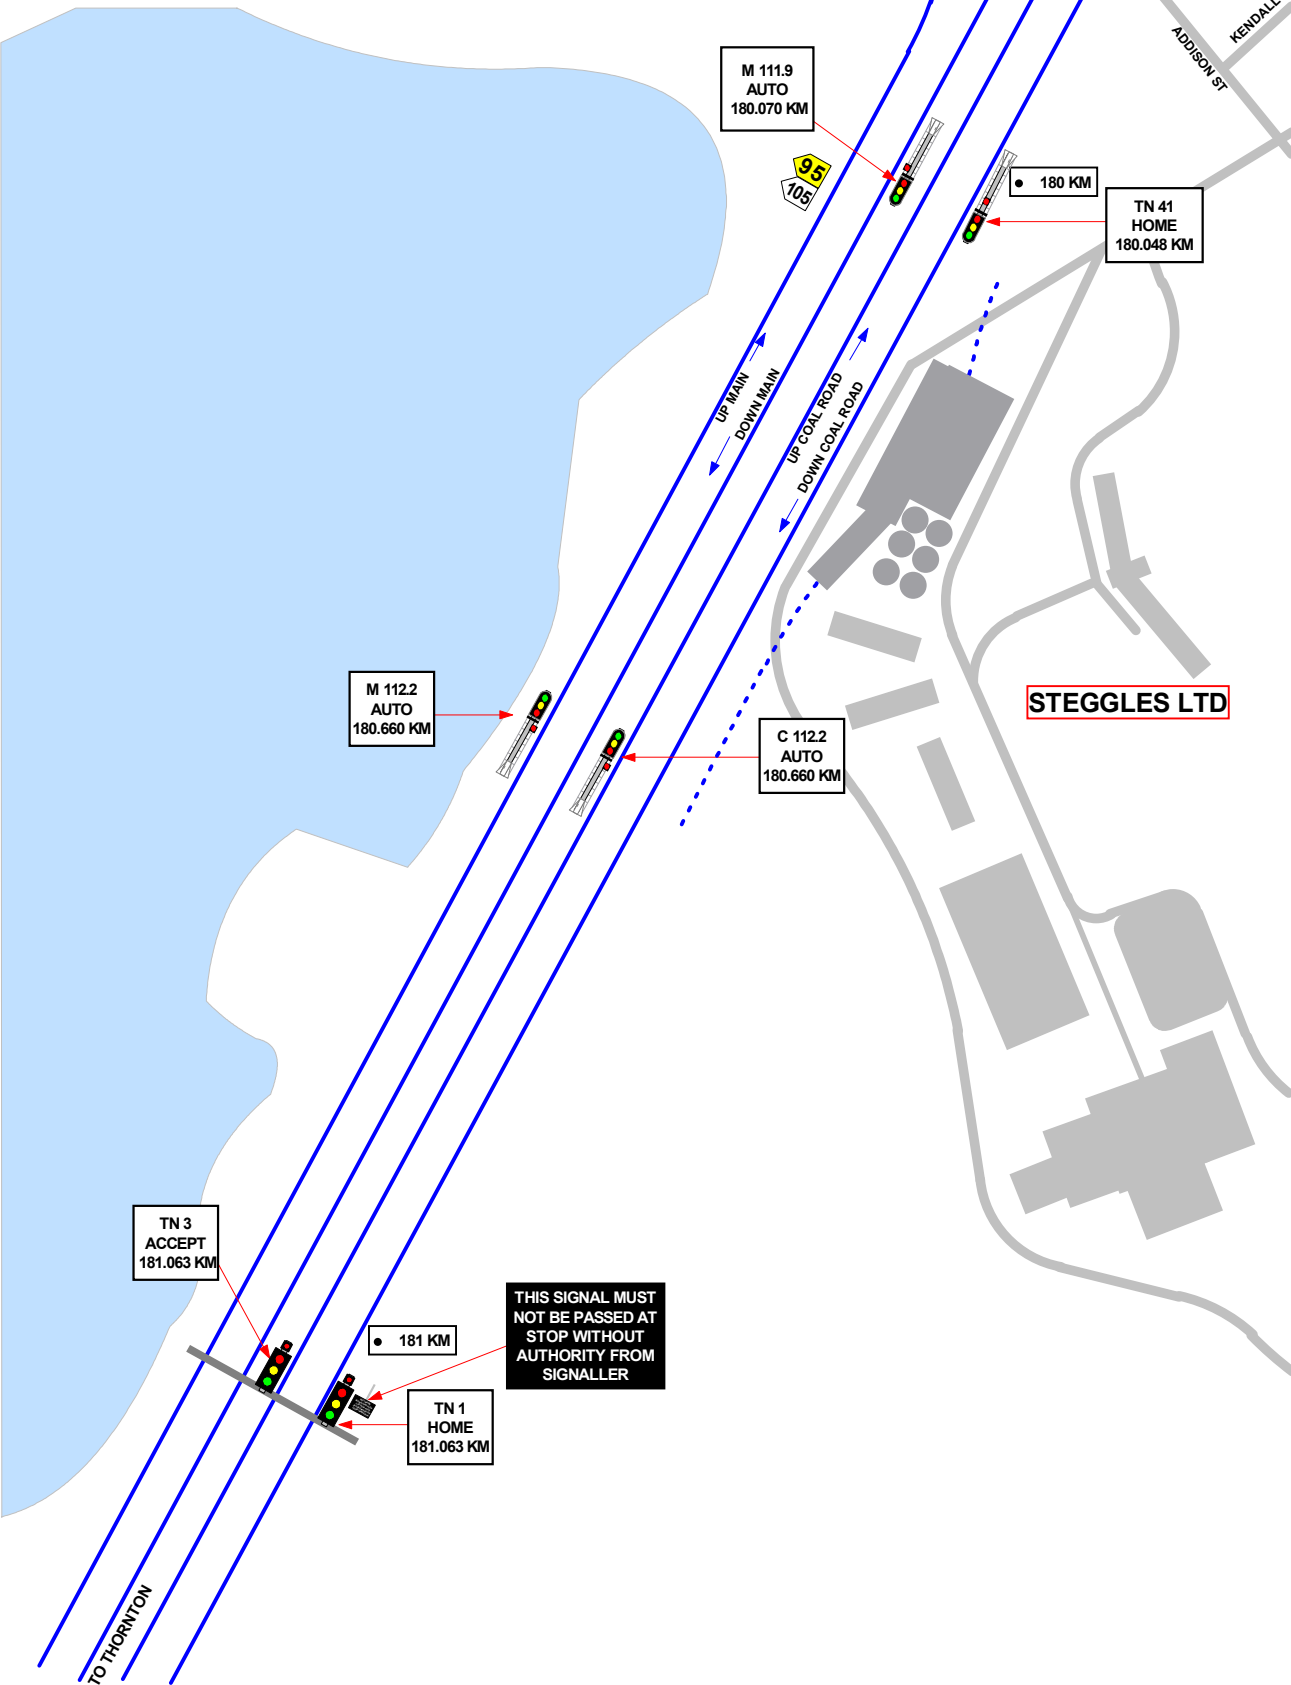 KENDALL
ADDISON ST
M 111.9
AUTO
180.070 KM
95
105
180 KM
TN 41
HOME
180.048 KM
UP MAIN
DOWN MAIN
UP COAL ROAD
DOWN COAL ROAD
M 112.2
AUTO
180.660 KM
STEGGLES LTD
C 112.2
AUTO
180.660 KM
TN 3
ACCEPT
181.063 KM
THIS SIGNAL MUST
NOT BE PASSED AT
STOP WITHOUT
AUTHORITY FROM
SIGNALLER
181 KM
TN 1
HOME
181.063 KM
TO THORNTON